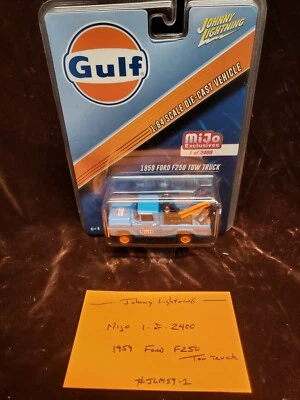 Gulf
JOHNNY LIGHTNING
1:64 SCALE DIE-CAST VEHICLE
MiJo
Exclusives
1 of 2400
1959 FORD F250 TOW TRUCK
Johnny Lightning
Mijo 1-Z-2400
1959 Ford F250
Tow Truck
#JLM59-1